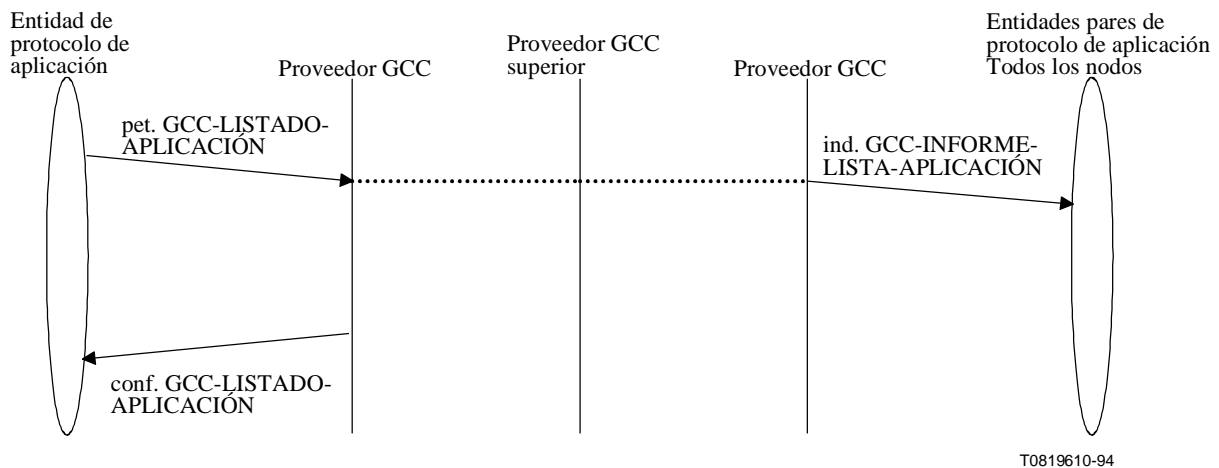 Entidad de
protocolo de
aplicación
Proveedor GCC
Proveedor GCC
superior
Proveedor GCC
Entidades pares de
protocolo de aplicación
Todos los nodos
pet. GCC-LISTADO-
APLICACIÓN
ind. GCC-INFORME-
LISTA-APLICACIÓN
conf. GCC-LISTADO-
APLICACIÓN
T0819610-94